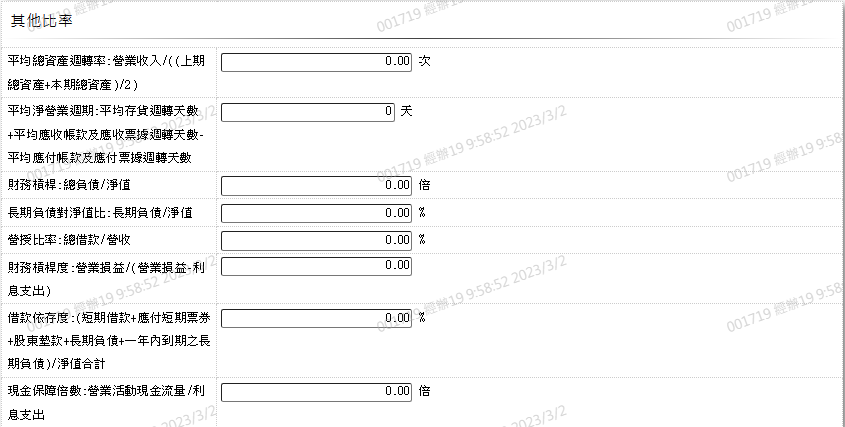 其他比率
平均總資產週轉率:營業收入/((上期
總資產+本期總資產)/2)
0.00 次
平均淨營業週期:平均存貨週轉天數
+平均應收帳款及應收票據週轉天數-
平均應付帳款及應付票據週轉天數
0 天
財務槓桿:總負債/淨值
0.00 倍
長期負債對淨值比:長期負債/淨值
0.00 %
營授比率:總借款/營收
0.00 %
財務槓桿度:營業損益/(營業損益-利
息支出)
0.00
借款依存度:(短期借款+應付短期票券
+股東墊款+長期負債+一年內到期之長
期負債)/淨值合計
0.00 %
現金保障倍數:營業活動現金流量/利
息支出
0.00 倍
001719 經辦19 9:58:52 2023/3/2